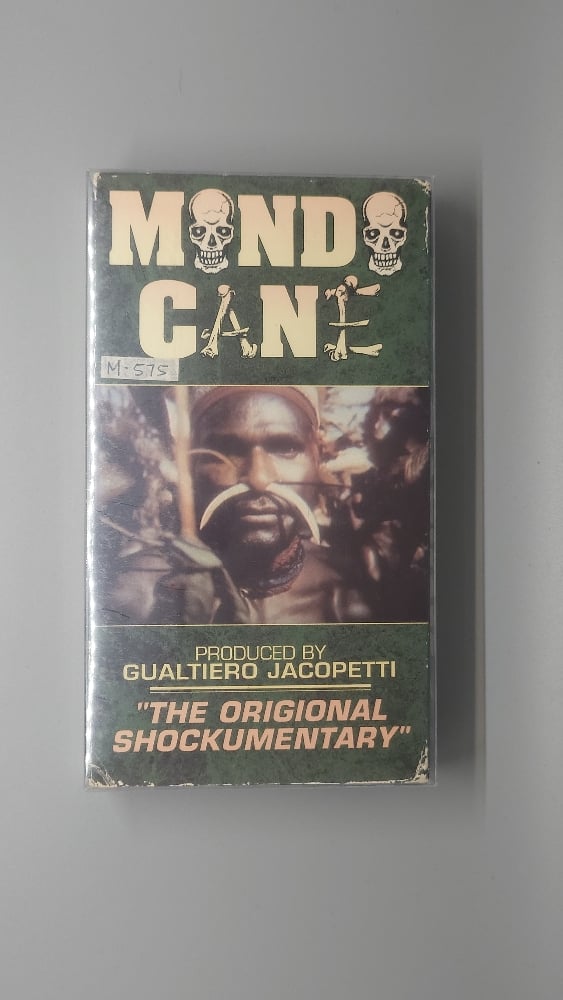 MONDO
CANE
M-575
PRODUCED BY
GUALTIERO JACOPETTI
"THE ORIGIONAL
SHOCKUMENTARY"